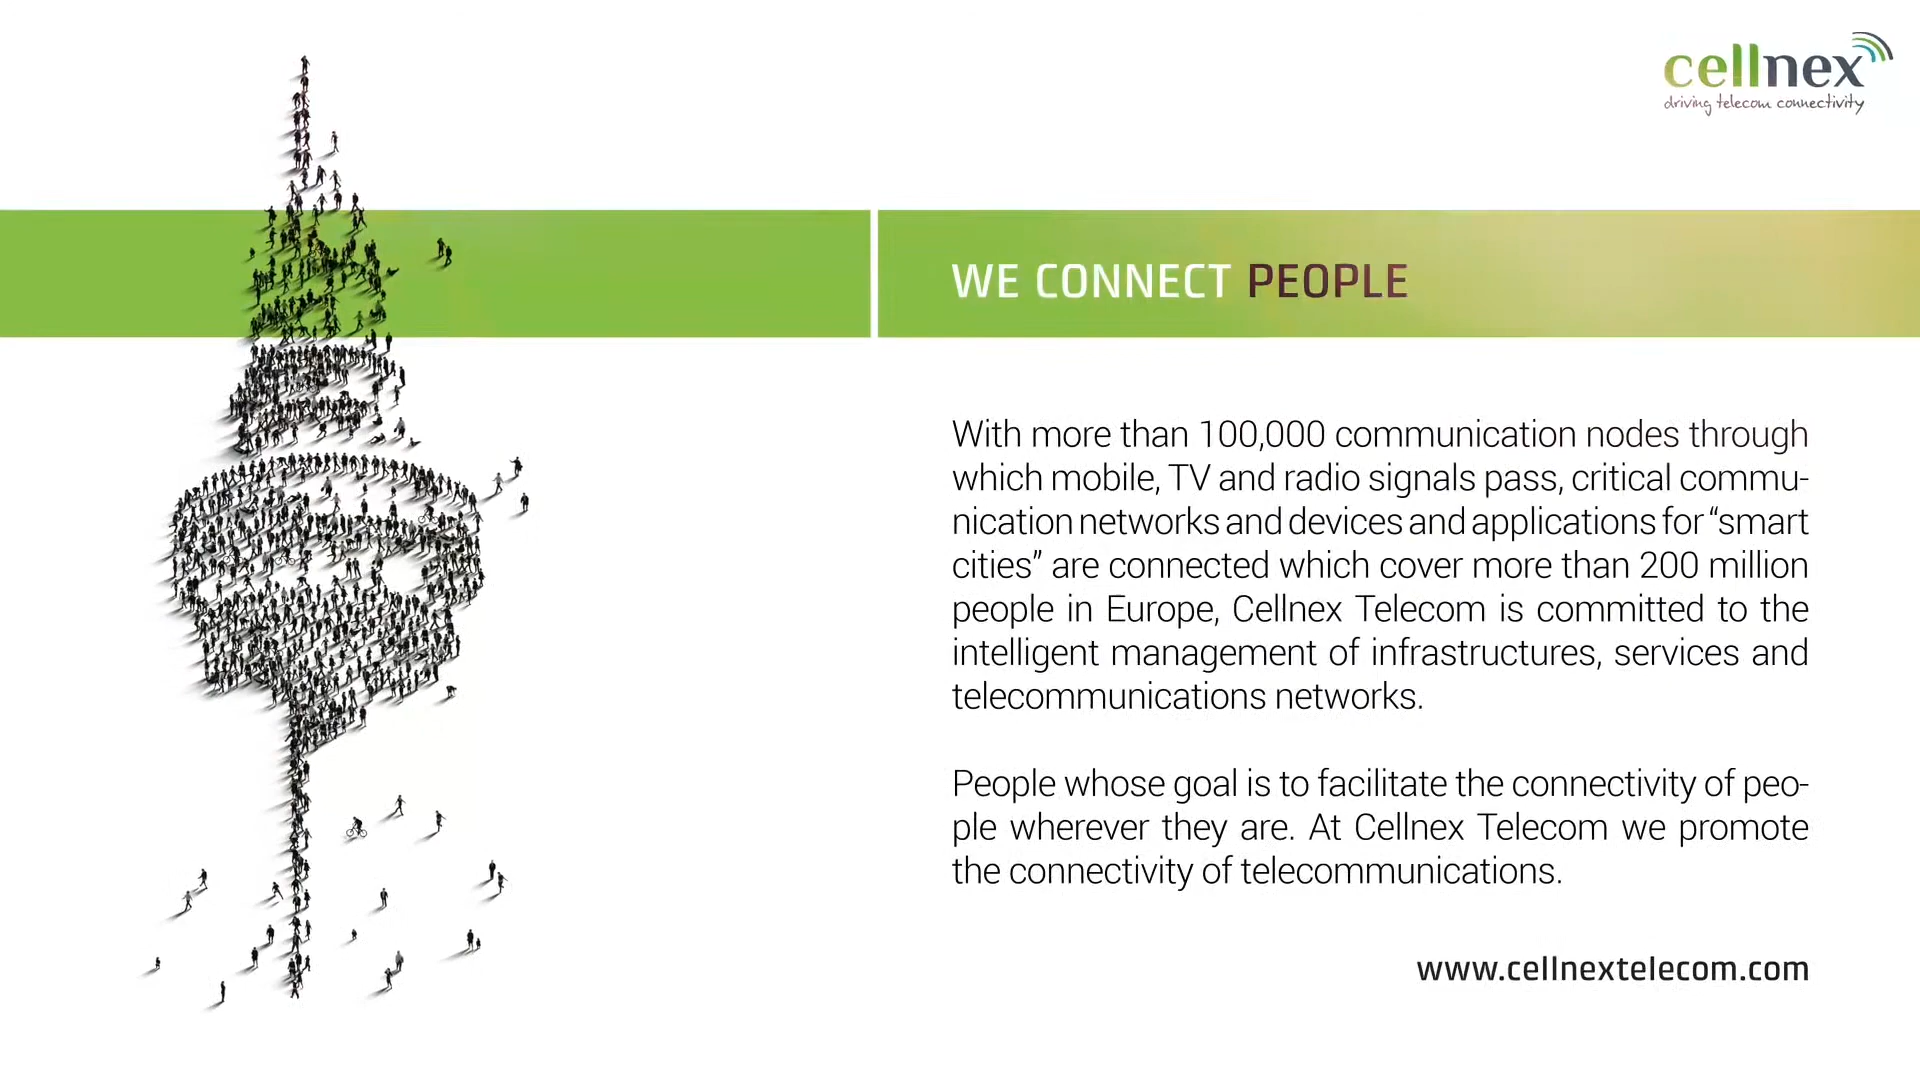 cellnex
driving telecom connectivity
WE CONNECT PEOPLE
With more than 100,000 communication nodes through
which mobile, TV and radio signals pass, critical commu-
nication networks and devices and applications for “smart
cities” are connected which cover more than 200 million
people in Europe, Cellnex Telecom is committed to the
intelligent management of infrastructures, services and
telecommunications networks.
People whose goal is to facilitate the connectivity of peo-
ple wherever they are. At Cellnex Telecom we promote
the connectivity of telecommunications.
www.cellnextelecom.com